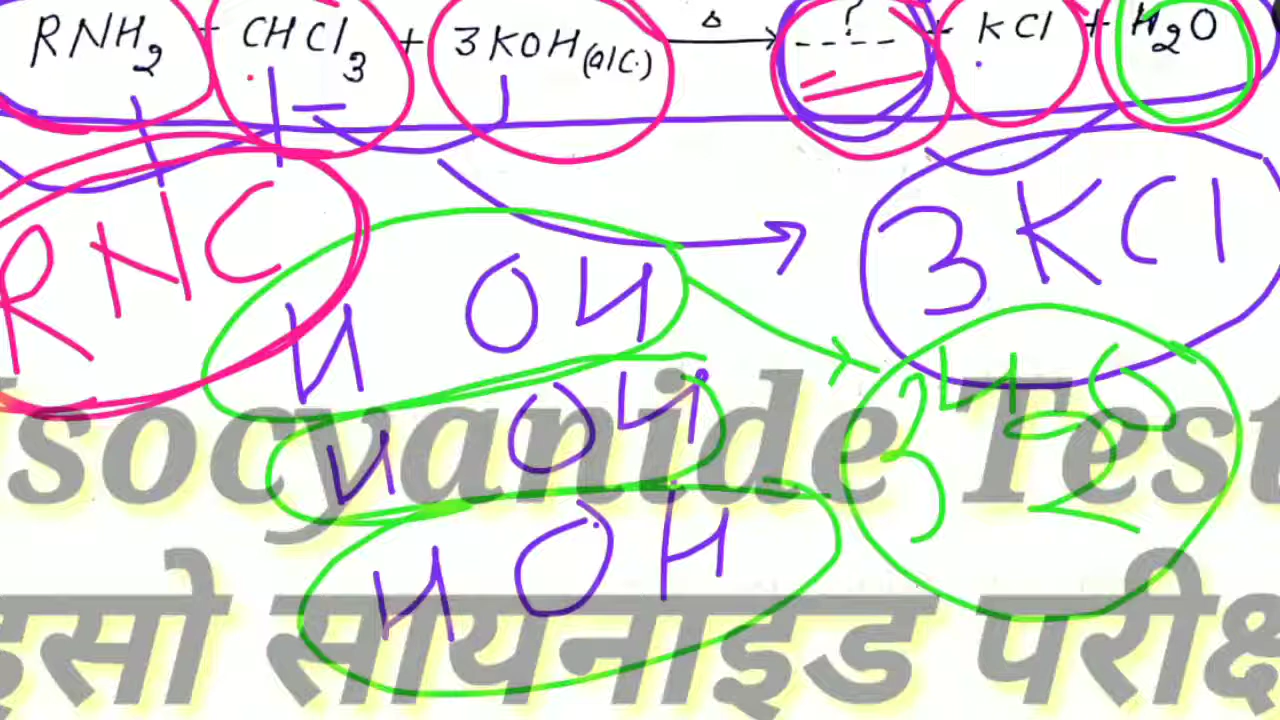 RNH2 + CHCl3 + 3KOH(alc.) Δ → ? + KCl + H2O
RNC 3KCl
H OH
3H2O
H OH
H OH
Isocyanide Test
इसो सायनाइड परीक्ष